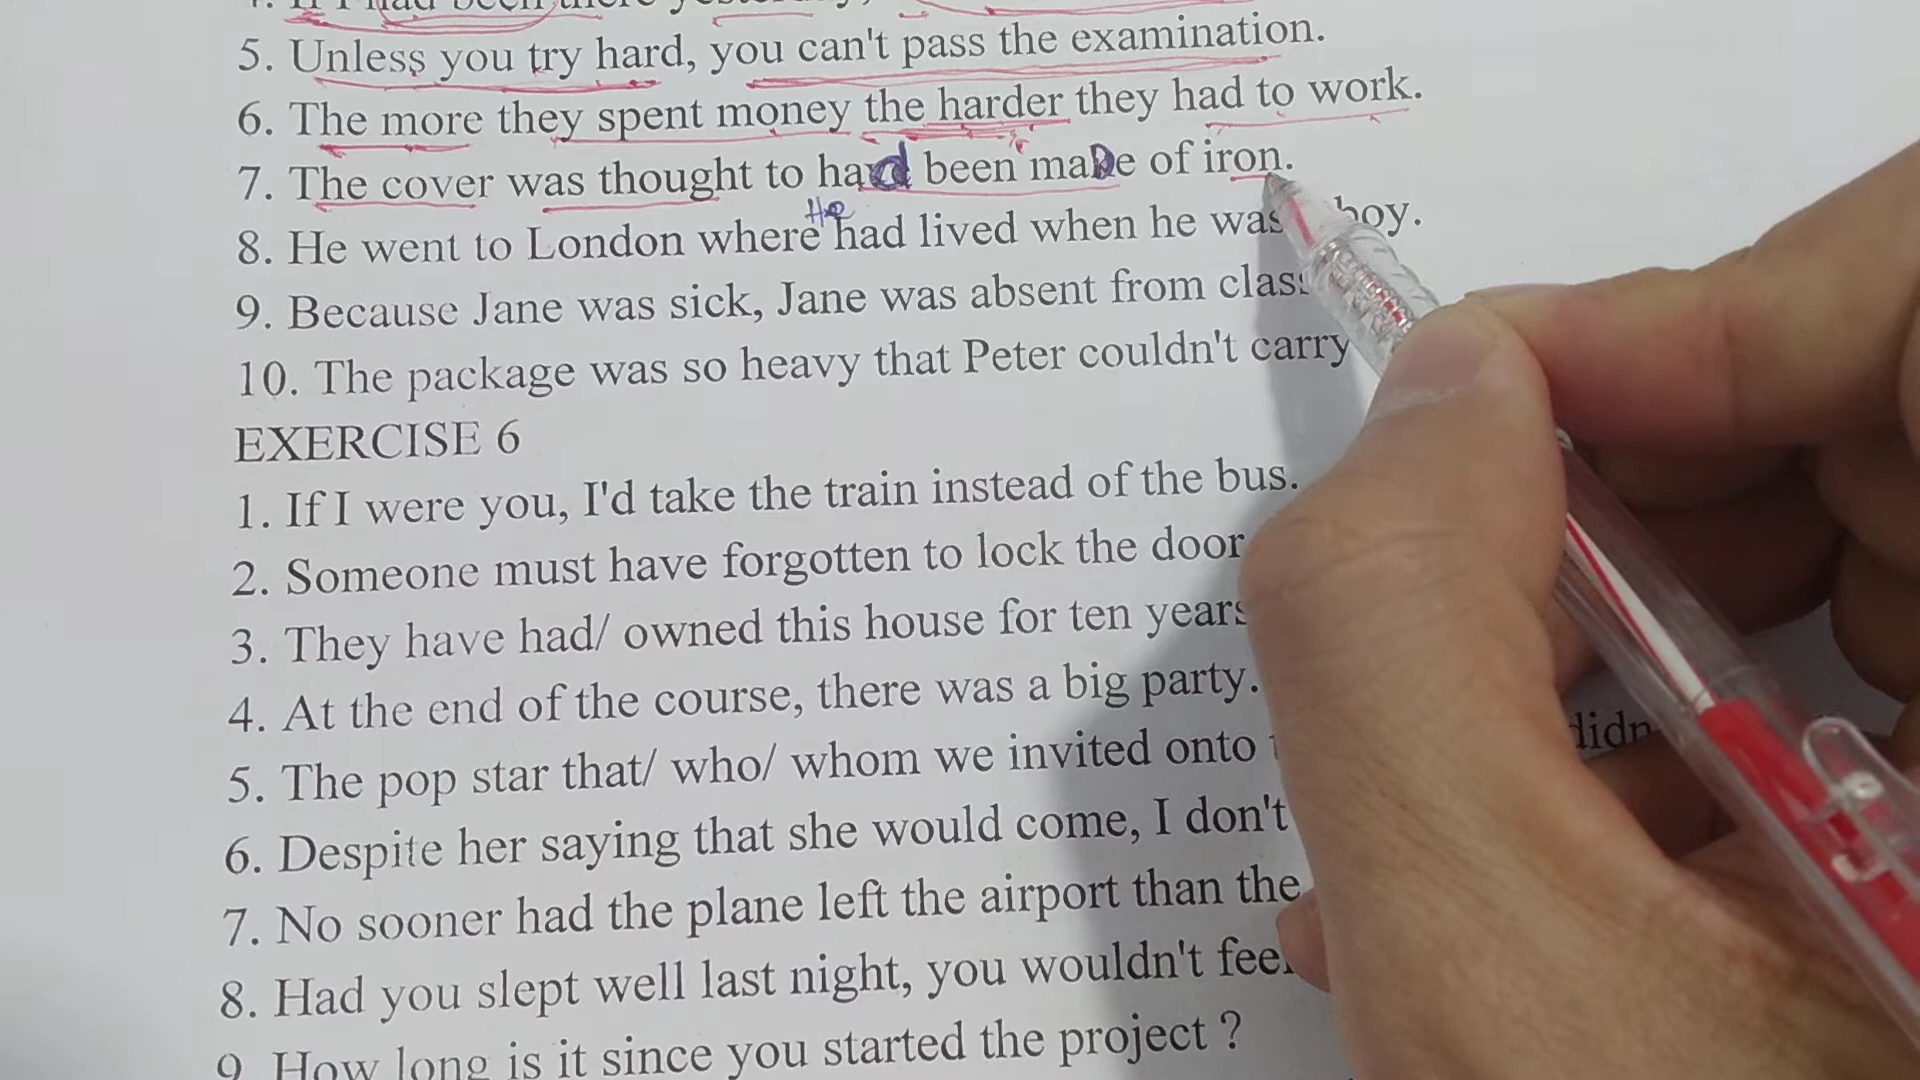 4. If I had been there yesterday,
5. Unless you try hard, you can't pass the examination.
6. The more they spent money the harder they had to work.
7. The cover was thought to had been maDe of iron.
He
8. He went to London where had lived when he was boy.
9. Because Jane was sick, Jane was absent from class
10. The package was so heavy that Peter couldn't carry
EXERCISE 6
1. If I were you, I'd take the train instead of the bus.
2. Someone must have forgotten to lock the door
3. They have had/ owned this house for ten years
4. At the end of the course, there was a big party.
5. The pop star that/ who/ whom we invited onto didn
6. Despite her saying that she would come, I don't
7. No sooner had the plane left the airport than the
8. Had you slept well last night, you wouldn't feel
9. How long is it since you started the project ?